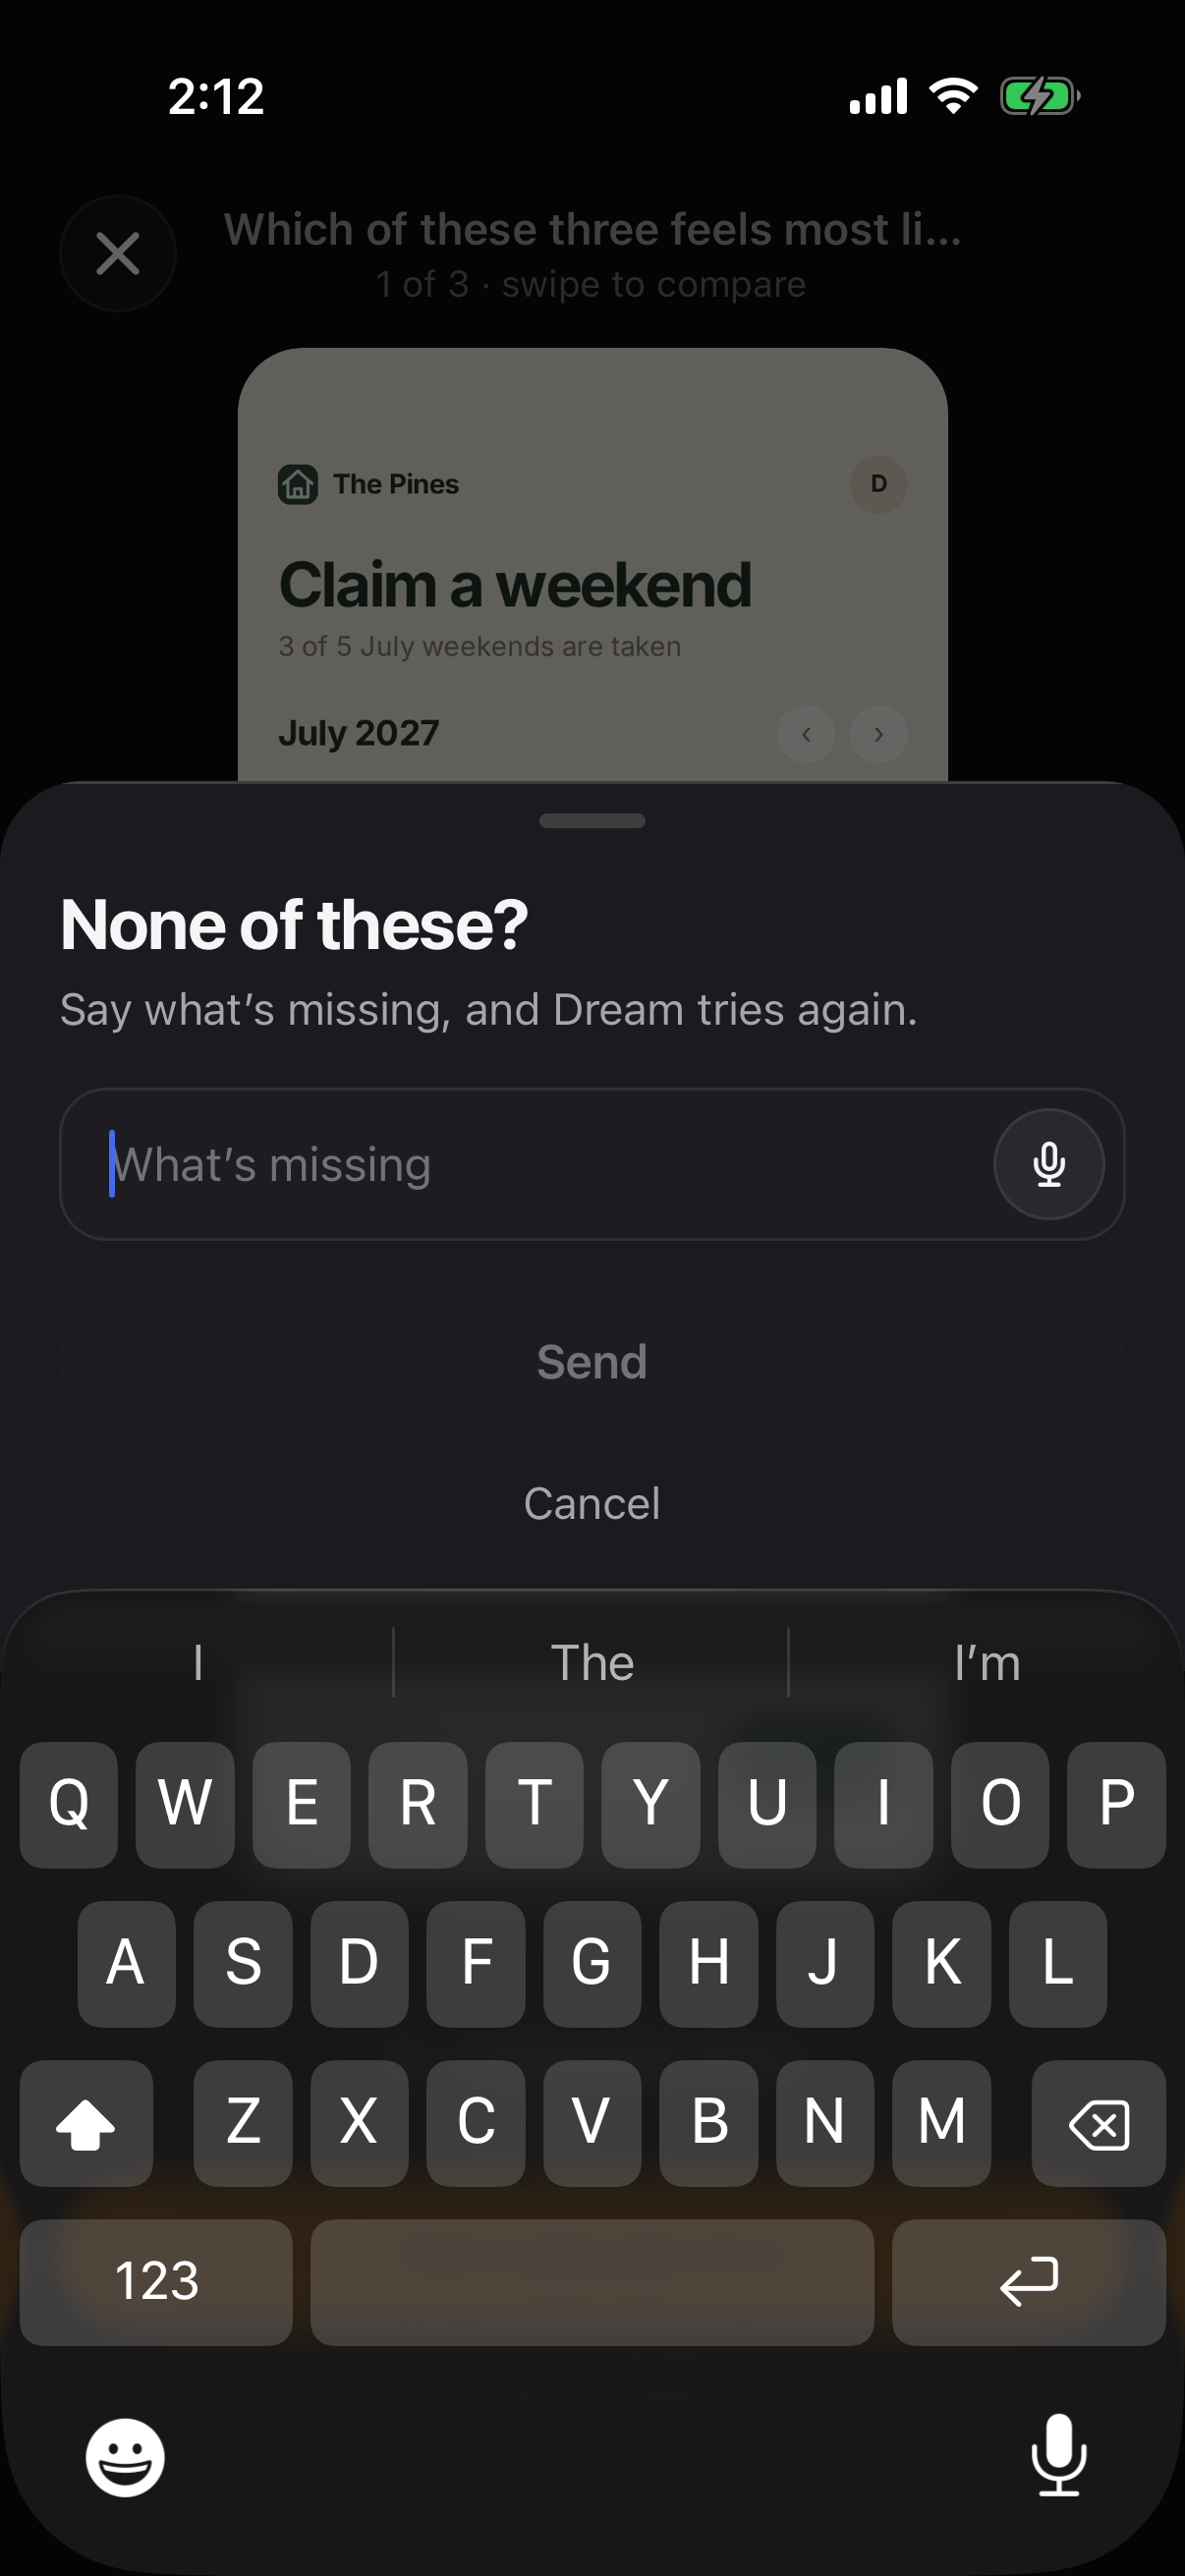 2:12
Which of these three feels most li...
1 of 3 · swipe to compare
The Pines
D
Claim a weekend
3 of 5 July weekends are taken
July 2027
‹ ›
None of these?
Say what’s missing, and Dream tries again.
What’s missing
Send
Cancel
I The I’m
Q W E R T Y U I O P
A S D F G H J K L
Z X C V B N M
123